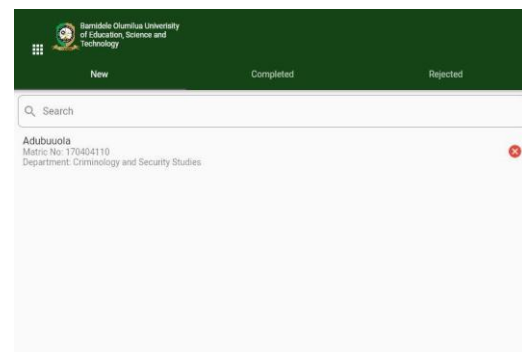 Bamidele Olumilua Univerisity
of Education, Science and
Technology
New Completed Rejected
Search
Adubuuola
Matric No: 170404110
Department: Criminology and Security Studies